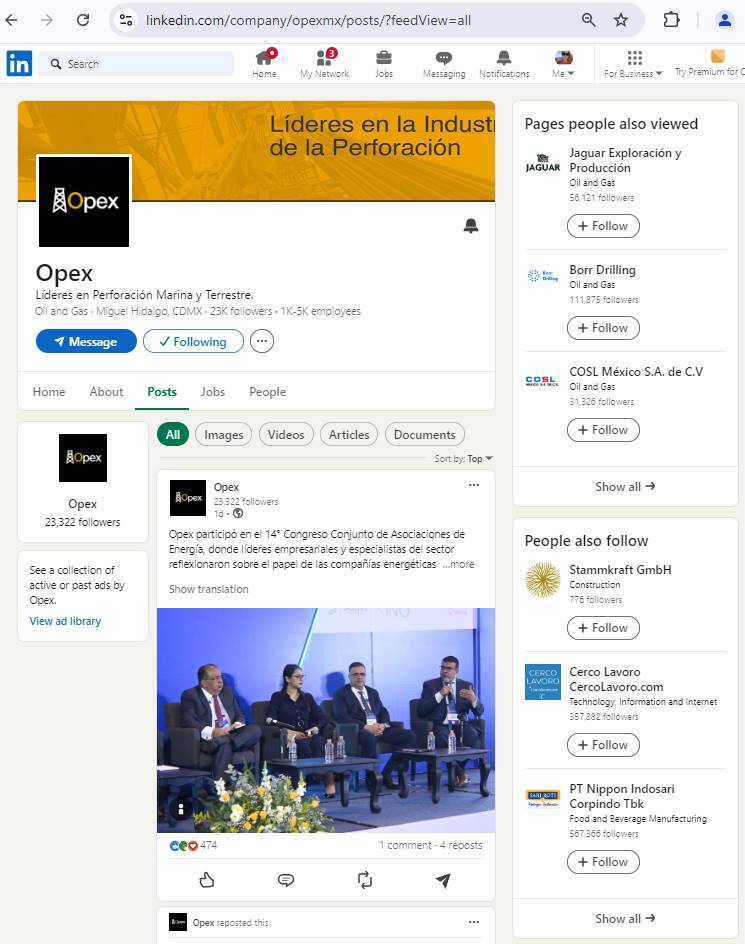 linkedin.com/company/opexmx/posts/?feedView=all
in
Search
Home
3
My Network
Jobs
Messaging
Notifications
Me
For Business
Try Premium for
Líderes en la Indust
de la Perforación
Opex
Opex
Líderes en Perforación Marina y Terrestre.
Oil and Gas · Miguel Hidalgo, CDMX · 23K followers · 1K-5K employees
Message
Following
Home
About
Posts
Jobs
People
Opex
Opex
23,322 followers
See a collection of
active or past ads by
Opex.
View ad library
All
Images
Videos
Articles
Documents
Sort by: Top
Opex
Opex
23,322 followers
1d •
Opex participó en el 14° Congreso Conjunto de Asociaciones de
Energía, donde líderes empresariales y especialistas del sector
reflexionaron sobre el papel de las compañías energéticas ...more
Show translation
474
1 comment · 4 reposts
Opex
Opex reposted this
Pages people also viewed
JAGUAR
Jaguar Exploración y
Producción
Oil and Gas
56,121 followers
+ Follow
Borr Drilling
Borr Drilling
Oil and Gas
111,875 followers
+ Follow
COSL
COSL México S.A. de C.V
Oil and Gas
31,326 followers
+ Follow
Show all →
People also follow
Stammkraft GmbH
Construction
776 followers
+ Follow
CERCO
LAVORO
Cerco Lavoro
CercoLavoro.com
Technology, Information and Internet
357,882 followers
+ Follow
SARI ROTI
PT Nippon Indosari
Corpindo Tbk
Food and Beverage Manufacturing
567,366 followers
+ Follow
Show all →